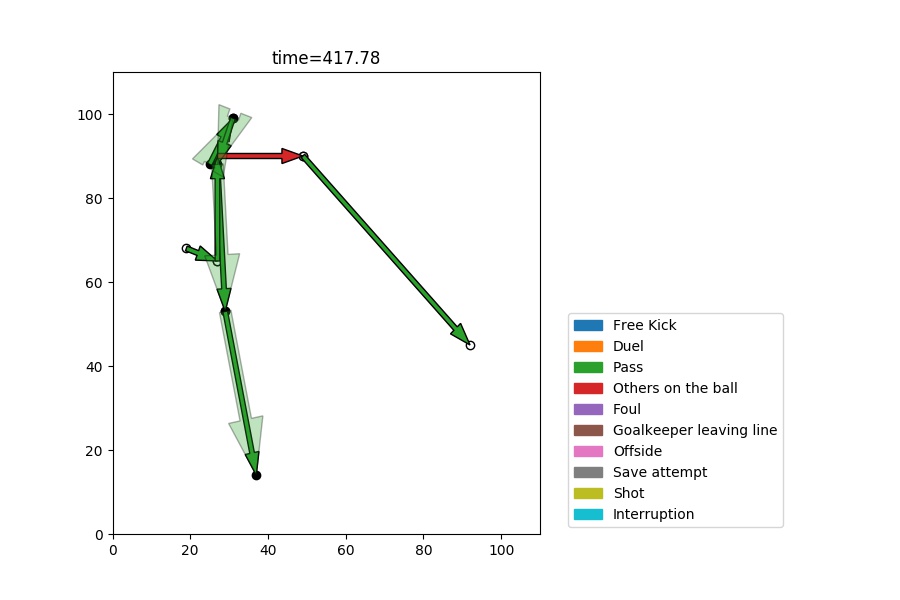 time=417.78
100
80
60
40
20
0
0 20 40 60 80 100
Free Kick
Duel
Pass
Others on the ball
Foul
Goalkeeper leaving line
Offside
Save attempt
Shot
Interruption